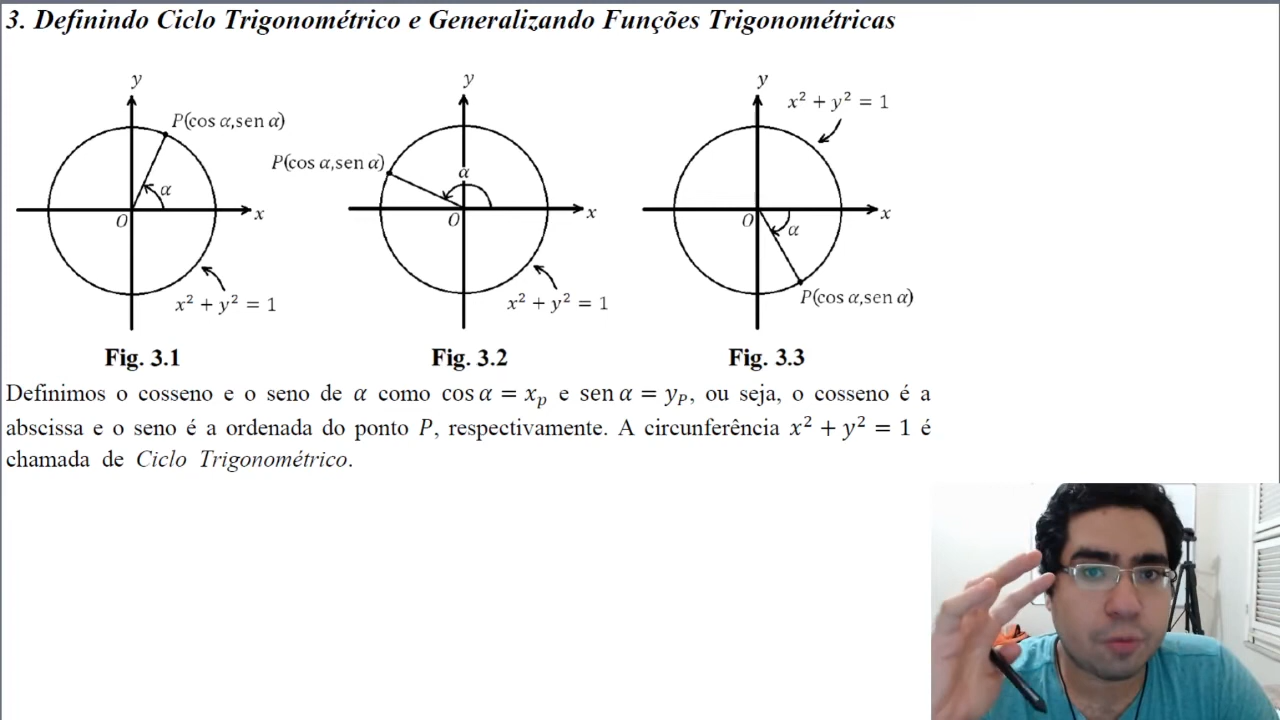 3. Definindo Ciclo Trigonométrico e Generalizando Funções Trigonométricas
y
P(cos α,sen α)
α
O
x
x² + y² = 1
Fig. 3.1
y
P(cos α,sen α)
α
O
x
x² + y² = 1
Fig. 3.2
y
x² + y² = 1
O
α
x
P(cos α,sen α)
Fig. 3.3
Definimos o cosseno e o seno de α como cos α = xₚ e sen α = y_P, ou seja, o cosseno é a
abscissa e o seno é a ordenada do ponto P, respectivamente. A circunferência x² + y² = 1 é
chamada de Ciclo Trigonométrico.